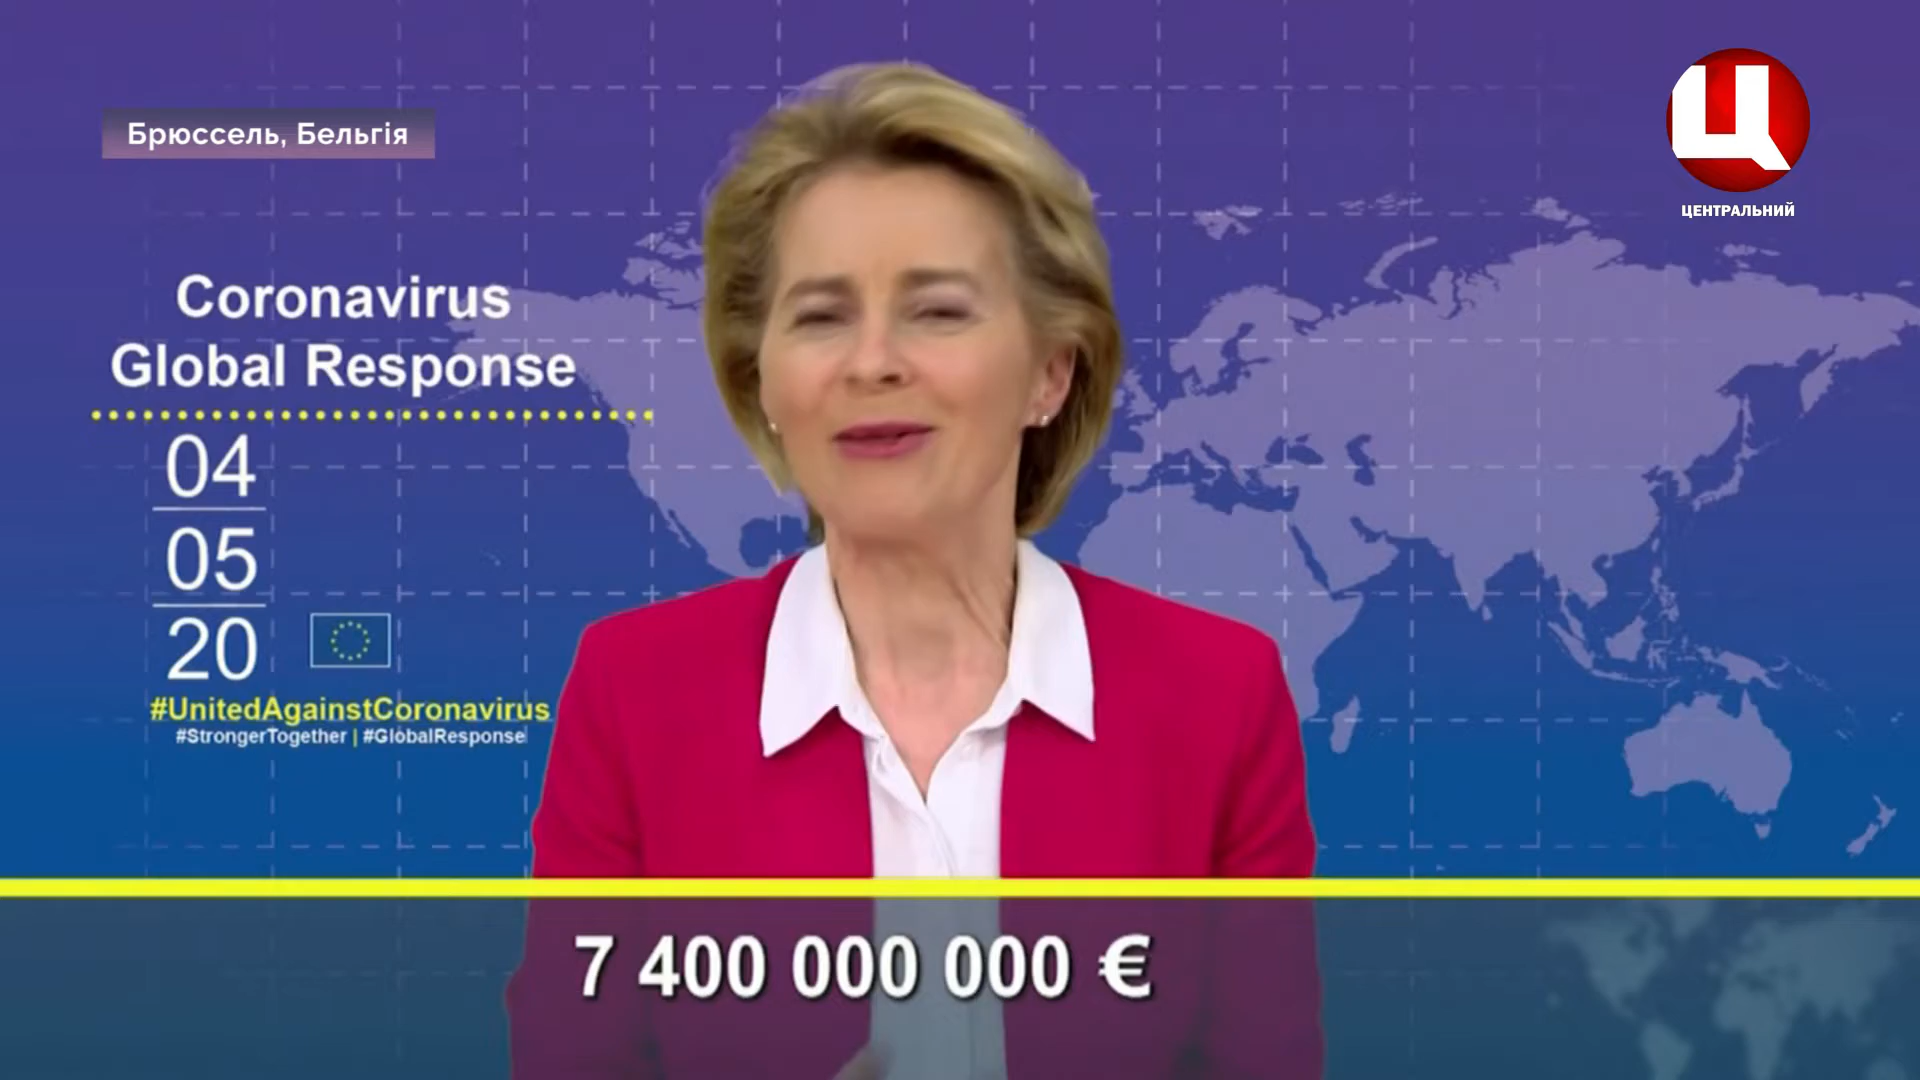 Брюссель, Бельгія
Ц
ЦЕНТРАЛЬНИЙ
Coronavirus
Global Response
04
05
20
#UnitedAgainstCoronavirus
#StrongerTogether | #GlobalResponse
7 400 000 000 €